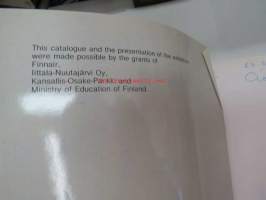 This catalogue and the presentation of the exhibition
were made possible by the grants of
Finnair,
Iittala-Nuutajärvi Oy,
Kansallis-Osake-Pankki and
Ministry of Education of Finland.